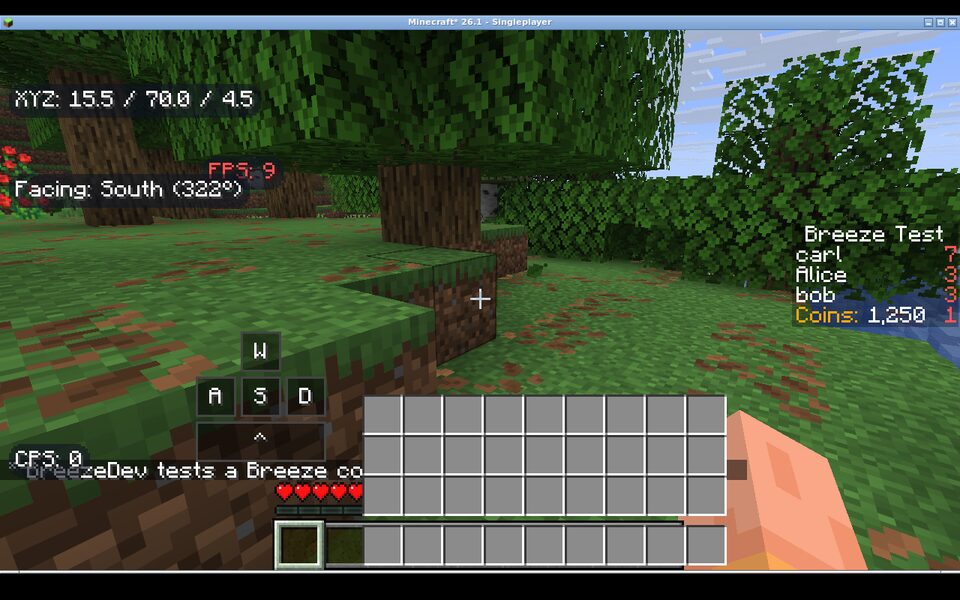 Minecraft* 26.1 - Singleplayer
XYZ: 15.5 / 70.0 / 4.5
FPS: 9
Facing: South (322º)
Breeze Test
carl 7
Alice 3
bob 3
Coins: 1,250 1
W
A S D
^
CPS: 0
BreezeDev tests a Breeze co